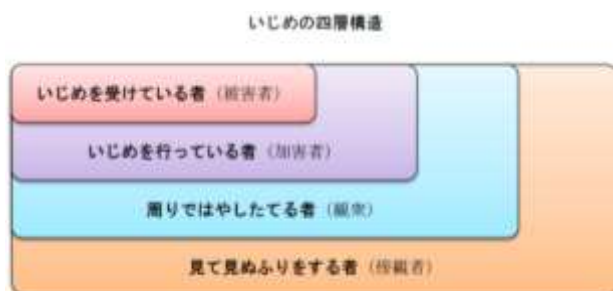 いじめの四層構造
いじめを受けている者（被害者）
いじめを行っている者（加害者）
周りではやしたてる者（観衆）
見て見ぬふりをする者（傍観者）